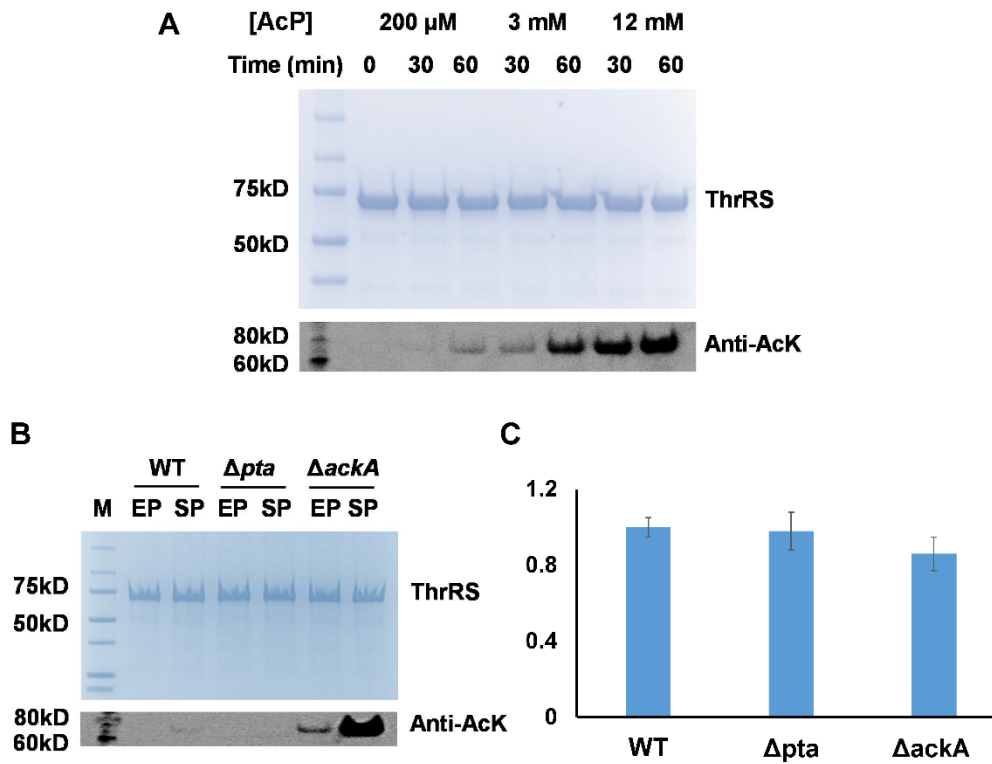 A
[AcP] 200 µM 3 mM 12 mM
Time (min) 0 30 60 30 60 30 60
75kD
ThrRS
50kD
80kD
Anti-AcK
60kD
B
WT Δpta ΔackA
M EP SP EP SP EP SP
75kD
ThrRS
50kD
80kD
Anti-AcK
60kD
C
1.2
0.8
0.4
0
WT Δpta ΔackA